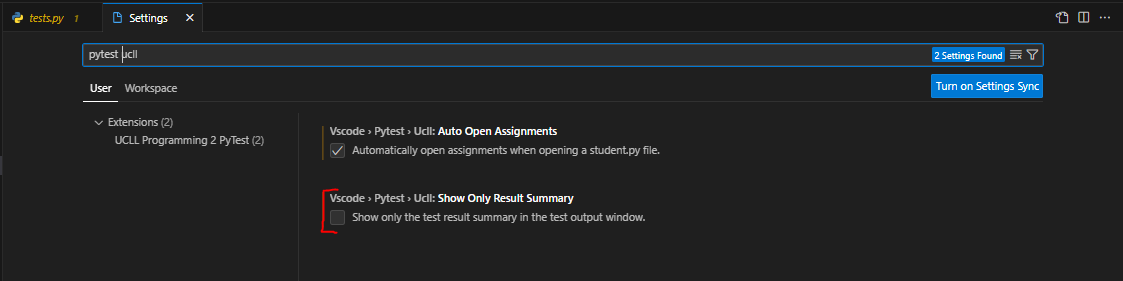 tests.py 1
Settings
pytest ucll
2 Settings Found
User
Workspace
Turn on Settings Sync
Extensions (2)
UCLL Programming 2 PyTest (2)
Vscode › Pytest › Ucll: Auto Open Assignments
Automatically open assignments when opening a student.py file.
Vscode › Pytest › Ucll: Show Only Result Summary
Show only the test result summary in the test output window.